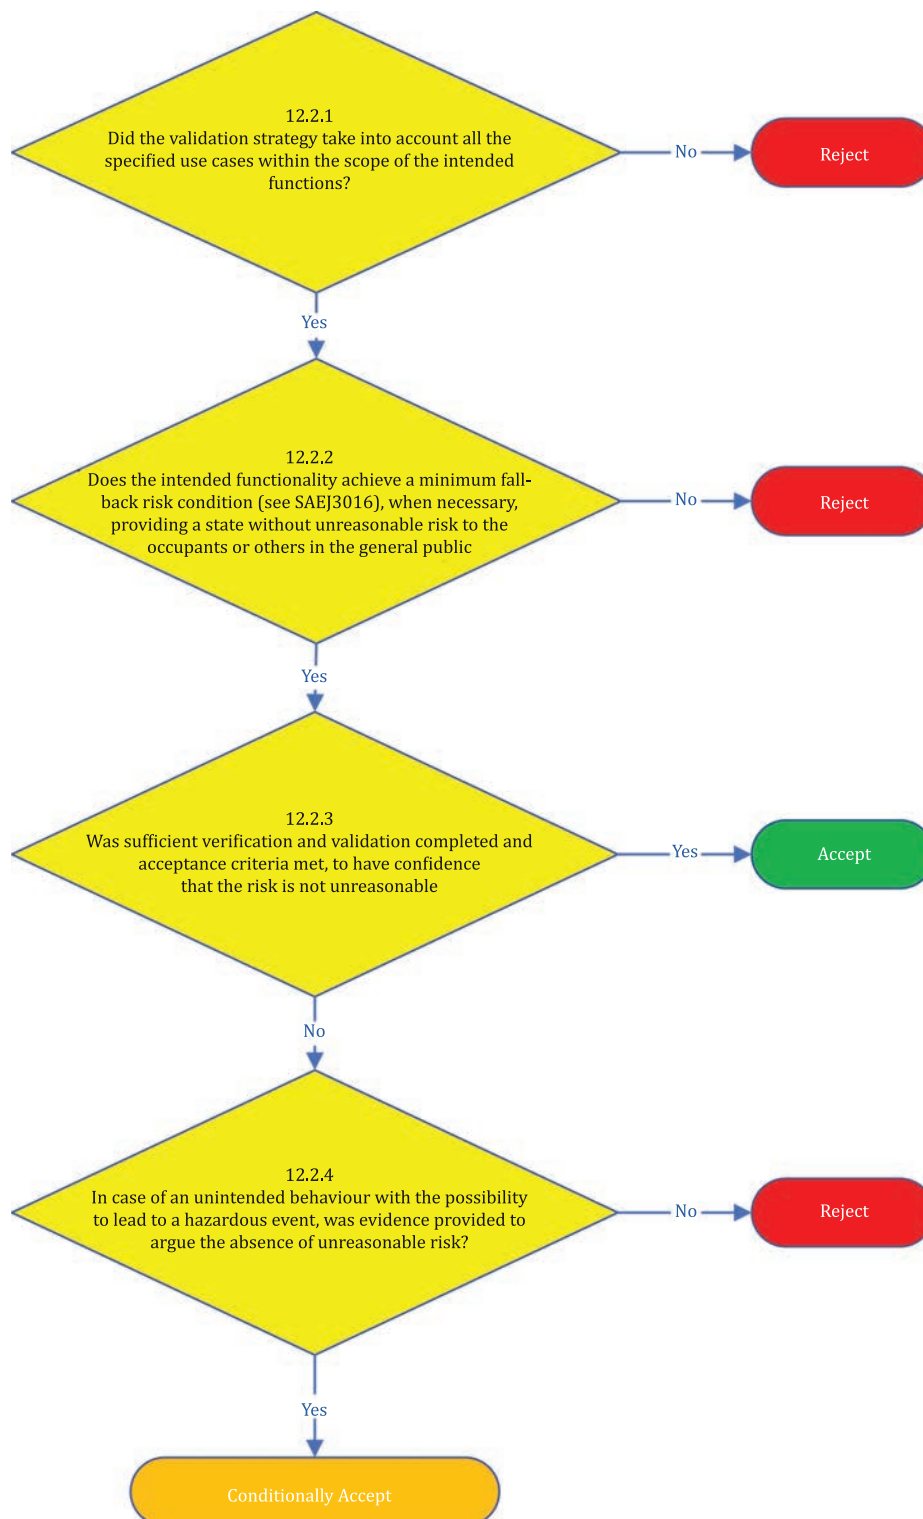 12.2.1
Did the validation strategy take into account all the
specified use cases within the scope of the intended
functions?
No
Reject
Yes
12.2.2
Does the intended functionality achieve a minimum fall-
back risk condition (see SAEJ3016), when necessary,
providing a state without unreasonable risk to the
occupants or others in the general public
No
Reject
Yes
12.2.3
Was sufficient verification and validation completed and
acceptance criteria met, to have confidence
that the risk is not unreasonable
Yes
Accept
No
12.2.4
In case of an unintended behaviour with the possibility
to lead to a hazardous event, was evidence provided to
argue the absence of unreasonable risk?
No
Reject
Yes
Conditionally Accept